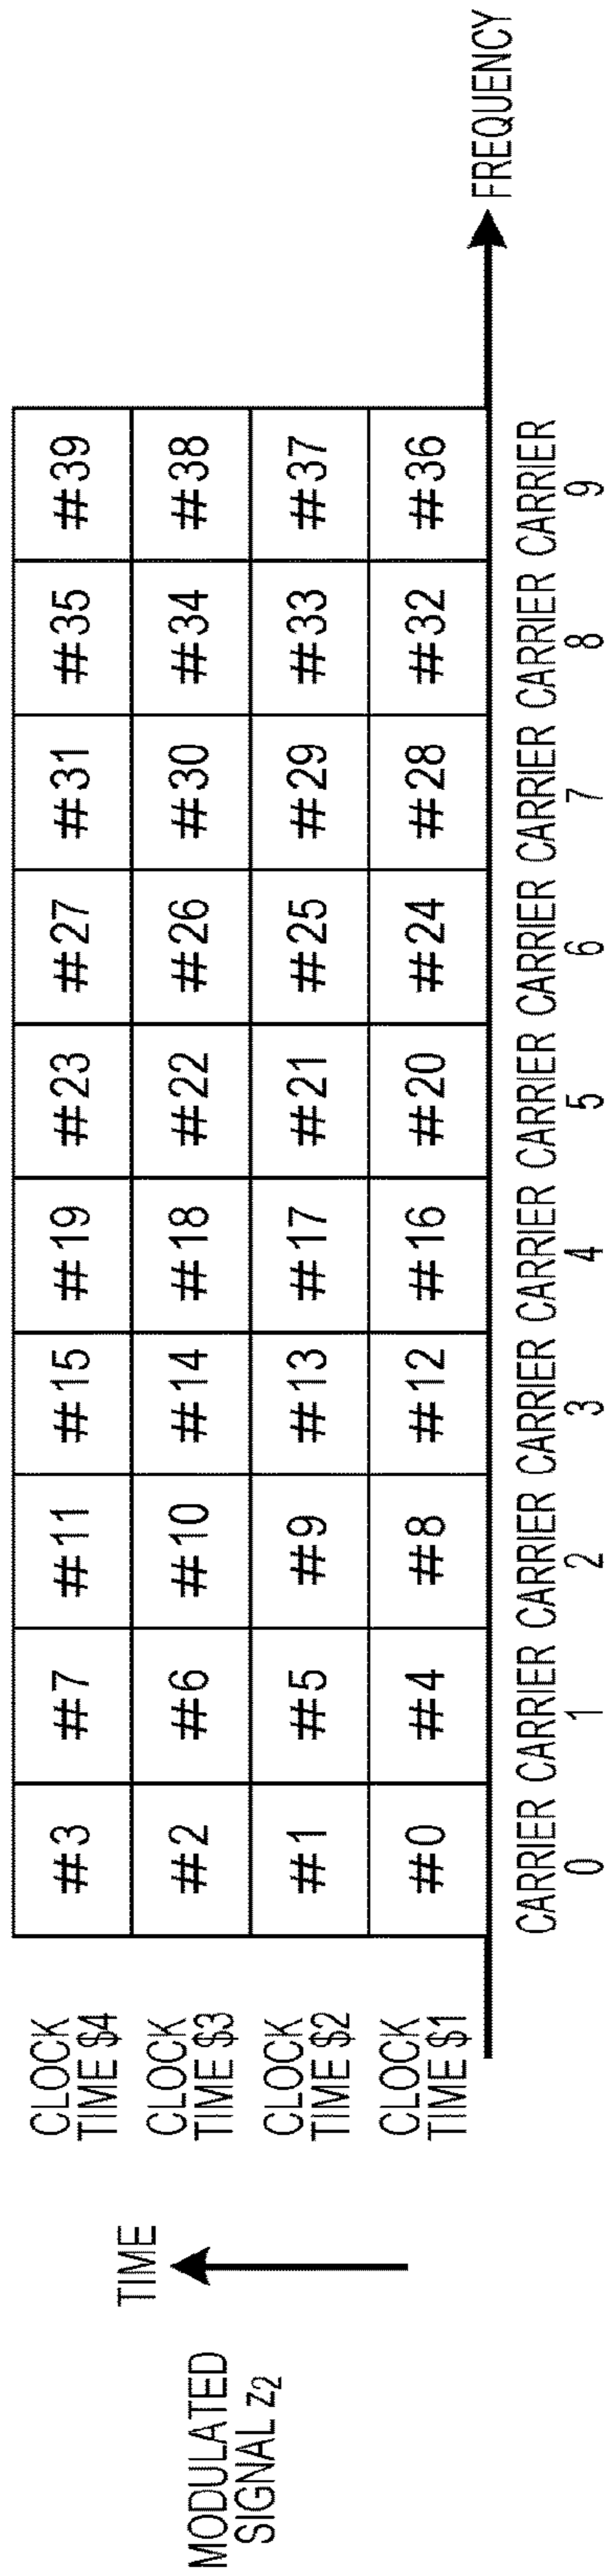 MODULATED
SIGNAL z2
TIME
CLOCK
TIME $4
#3 #7 #11 #15 #19 #23 #27 #31 #35 #39
CLOCK
TIME $3
#2 #6 #10 #14 #18 #22 #26 #30 #34 #38
CLOCK
TIME $2
#1 #5 #9 #13 #17 #21 #25 #29 #33 #37
CLOCK
TIME $1
#0 #4 #8 #12 #16 #20 #24 #28 #32 #36
FREQUENCY
CARRIER CARRIER CARRIER CARRIER CARRIER CARRIER CARRIER CARRIER CARRIER CARRIER
0 1 2 3 4 5 6 7 8 9